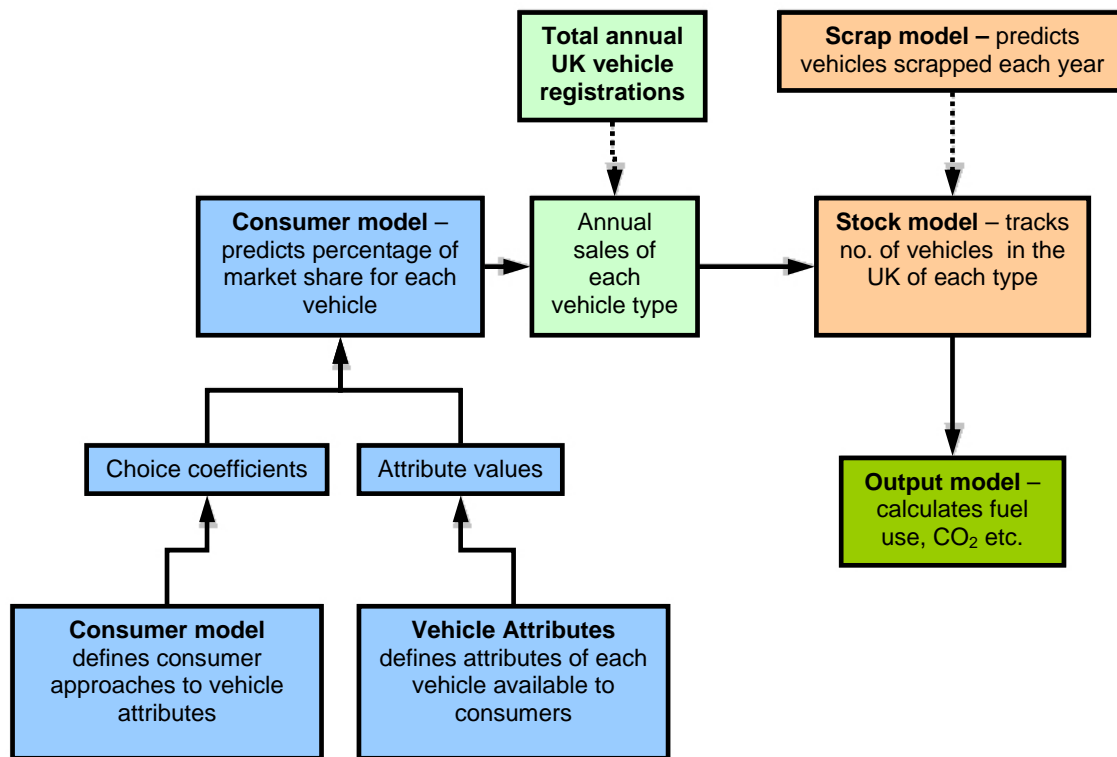 Total annual
UK vehicle
registrations
Scrap model – predicts
vehicles scrapped each year
Consumer model –
predicts percentage of
market share for each
vehicle
Annual
sales of
each
vehicle type
Stock model – tracks
no. of vehicles in the
UK of each type
Choice coefficients
Attribute values
Output model –
calculates fuel
use, CO₂ etc.
Consumer model
defines consumer
approaches to vehicle
attributes
Vehicle Attributes
defines attributes of each
vehicle available to
consumers